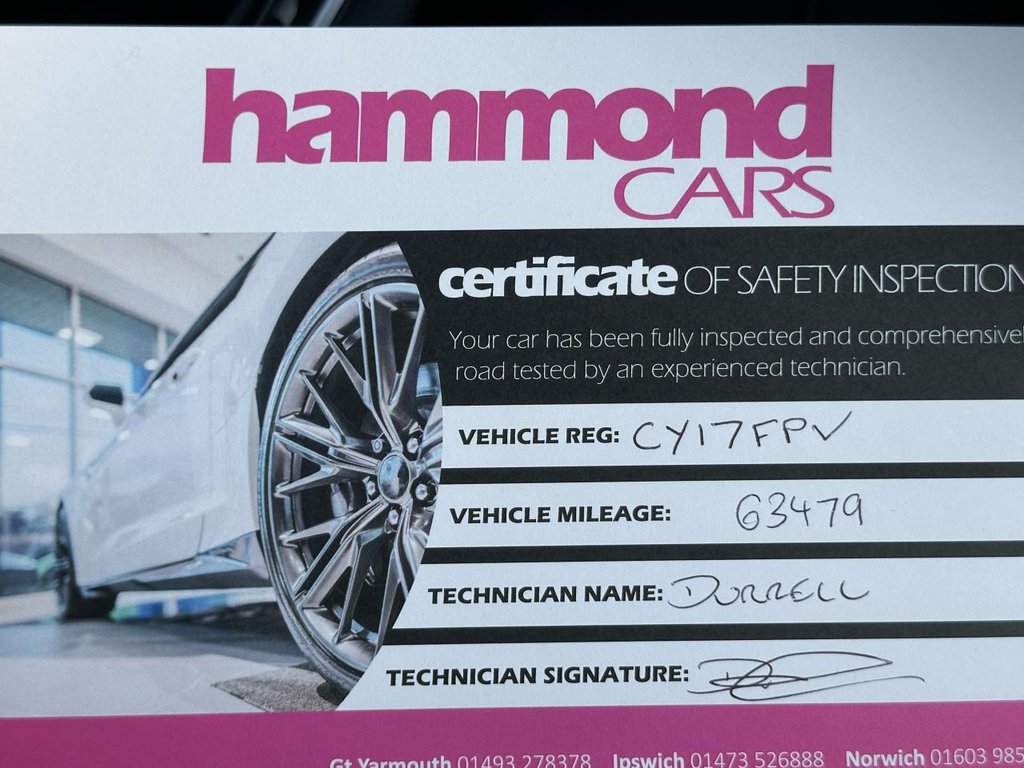 hammond
CARS
certificate OF SAFETY INSPECTION
Your car has been fully inspected and comprehensivel
road tested by an experienced technician.
VEHICLE REG: CY17FPV
VEHICLE MILEAGE: 63479
TECHNICIAN NAME: DURRELL
TECHNICIAN SIGNATURE:
Gt Yarmouth 01493 278378 Ipswich 01473 526888 Norwich 01603 985